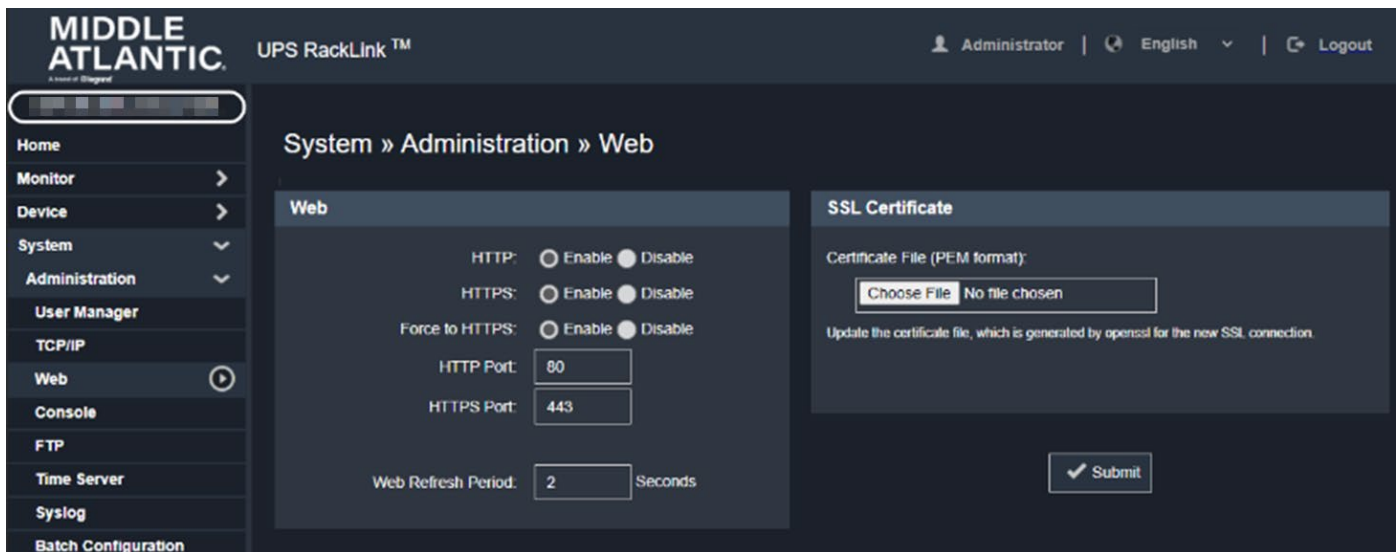 MIDDLE
ATLANTIC.
A brand of legrand
UPS RackLink TM
Administrator | English | Logout
Home
Monitor
Device
System
Administration
User Manager
TCP/IP
Web
Console
FTP
Time Server
Syslog
Batch Configuration
System » Administration » Web
Web
HTTP: Enable Disable
HTTPS: Enable Disable
Force to HTTPS: Enable Disable
HTTP Port: 80
HTTPS Port: 443
Web Refresh Period: 2 Seconds
SSL Certificate
Certificate File (PEM format):
Choose File No file chosen
Update the certificate file, which is generated by openssl for the new SSL connection.
Submit